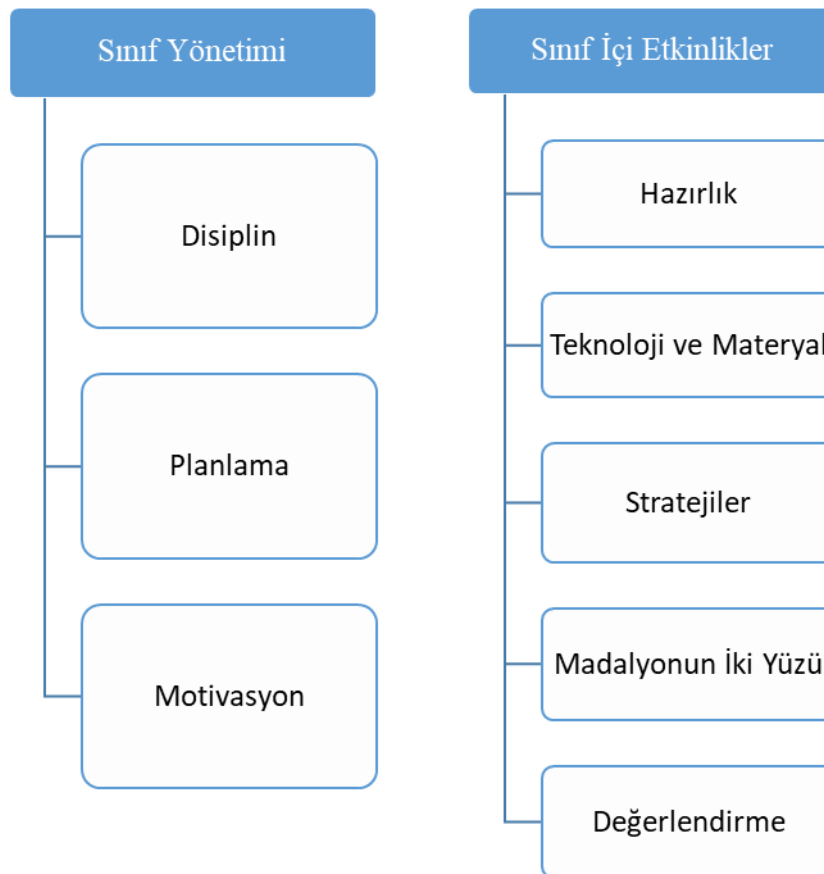 Sınıf Yönetimi
Disiplin
Planlama
Motivasyon
Sınıf İçi Etkinlikler
Hazırlık
Teknoloji ve Materyal
Stratejiler
Madalyonun İki Yüzü
Değerlendirme